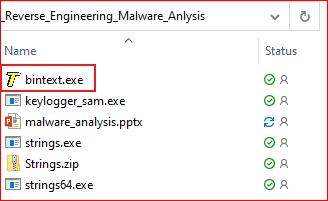 _Reverse_Engineering_Malware_Anlysis
Name Status
bintext.exe
keylogger_sam.exe
malware_analysis.pptx
strings.exe
Strings.zip
strings64.exe